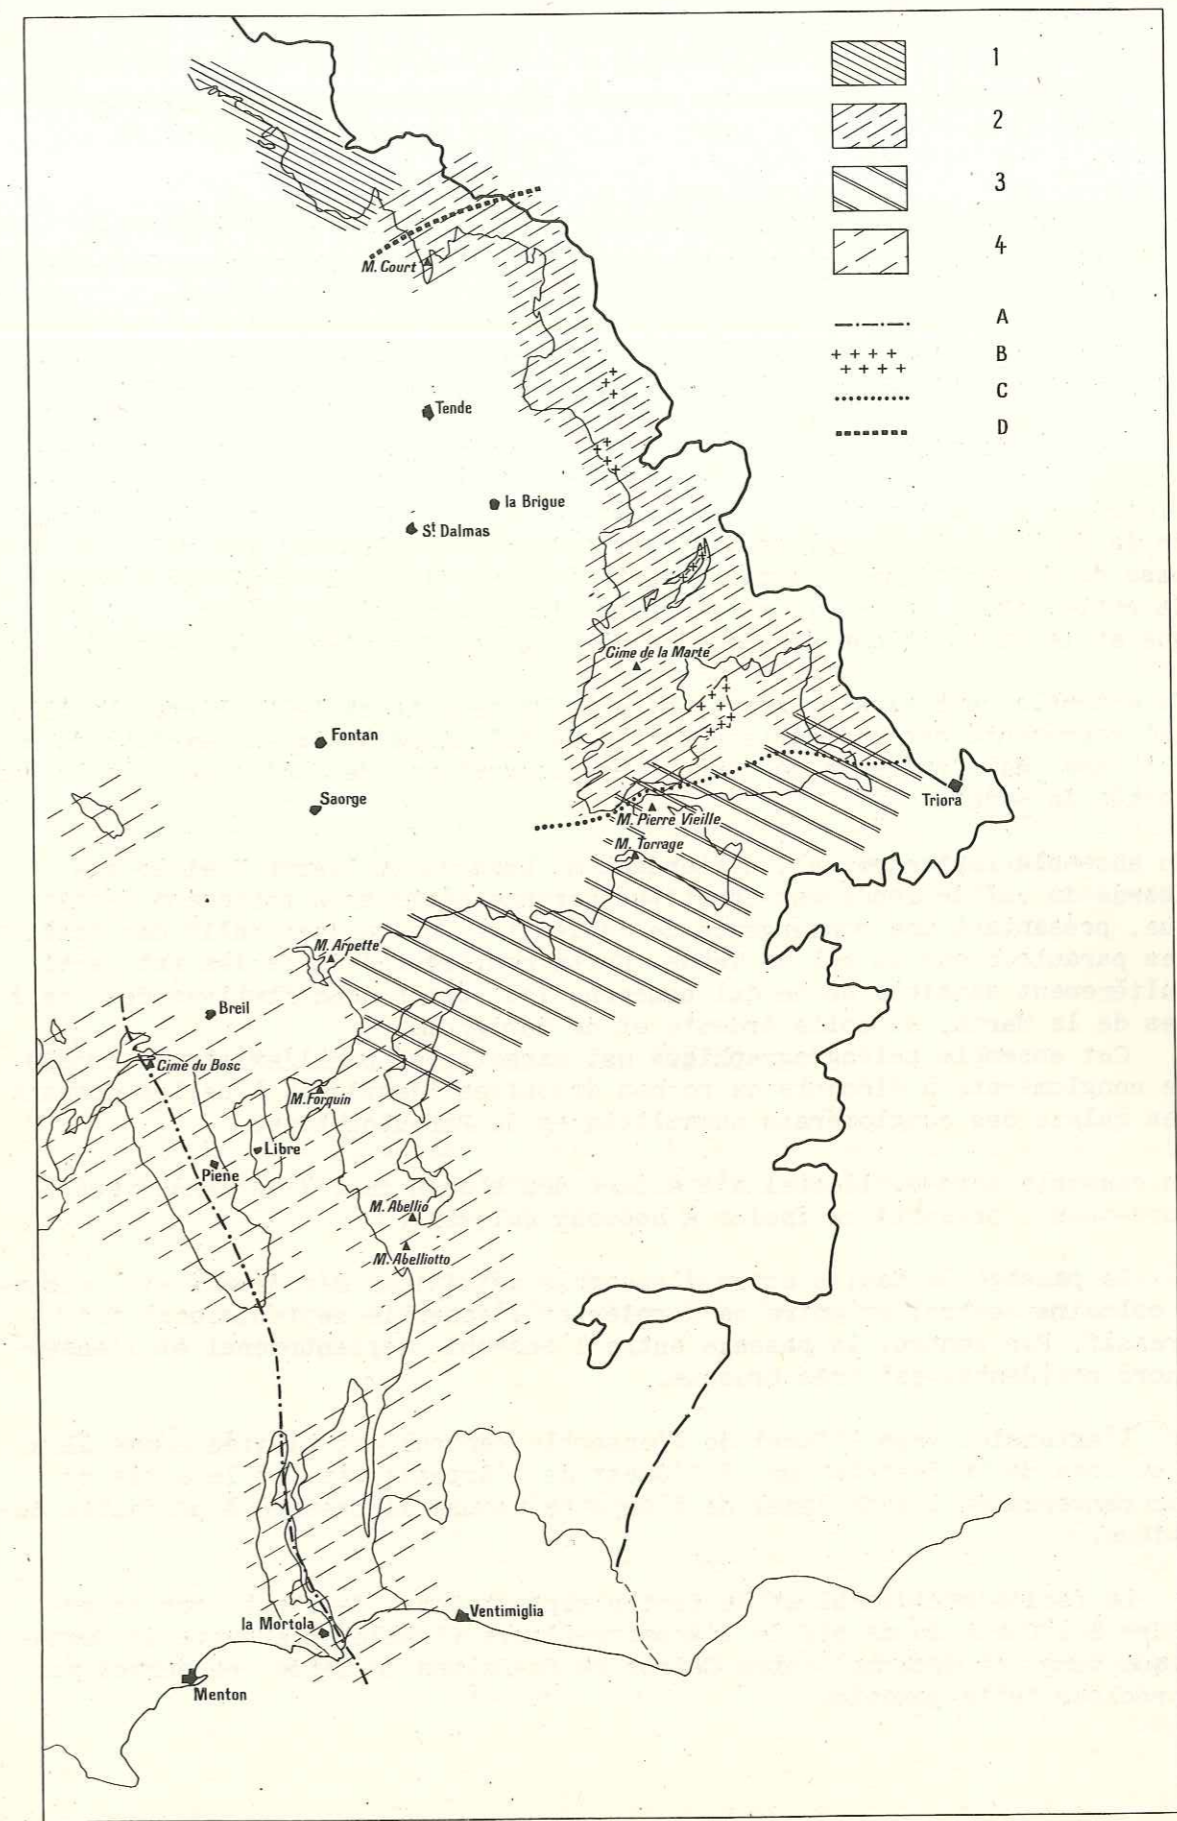 1
2
3
4
A
B
C
D
M. Court
Tende
la Brigue
St Dalmas
Cime de la Marte
Fontan
Saorge
Triora
M. Pierre Vieille
M. Torrage
M. Arpette
Breil
Cime du Bosc
M. Forquin
Libre
Piene
M. Abellio
M. Abelliotto
Ventimiglia
la Mortola
Menton